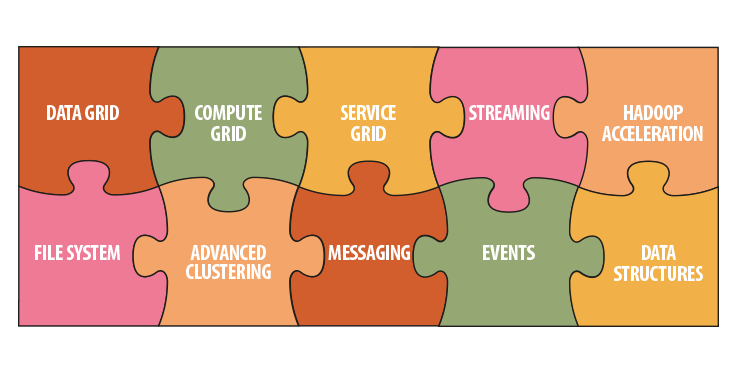 DATA GRID
COMPUTE
GRID
SERVICE
GRID
STREAMING
HADOOP
ACCELERATION
FILE SYSTEM
ADVANCED
CLUSTERING
MESSAGING
EVENTS
DATA
STRUCTURES